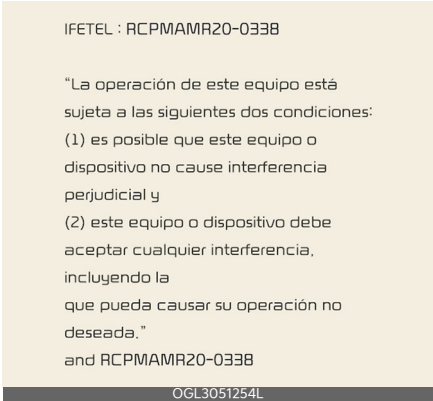 IFETEL : RCPMAMR20-0338
“La operación de este equipo está
sujeta a las siguientes dos condiciones:
(1) es posible que este equipo o
dispositivo no cause interferencia
perjudicial y
(2) este equipo o dispositivo debe
aceptar cualquier interferencia,
incluyendo la
que pueda causar su operación no
deseada.”
and RCPMAMR20-0338
OGL3051254L